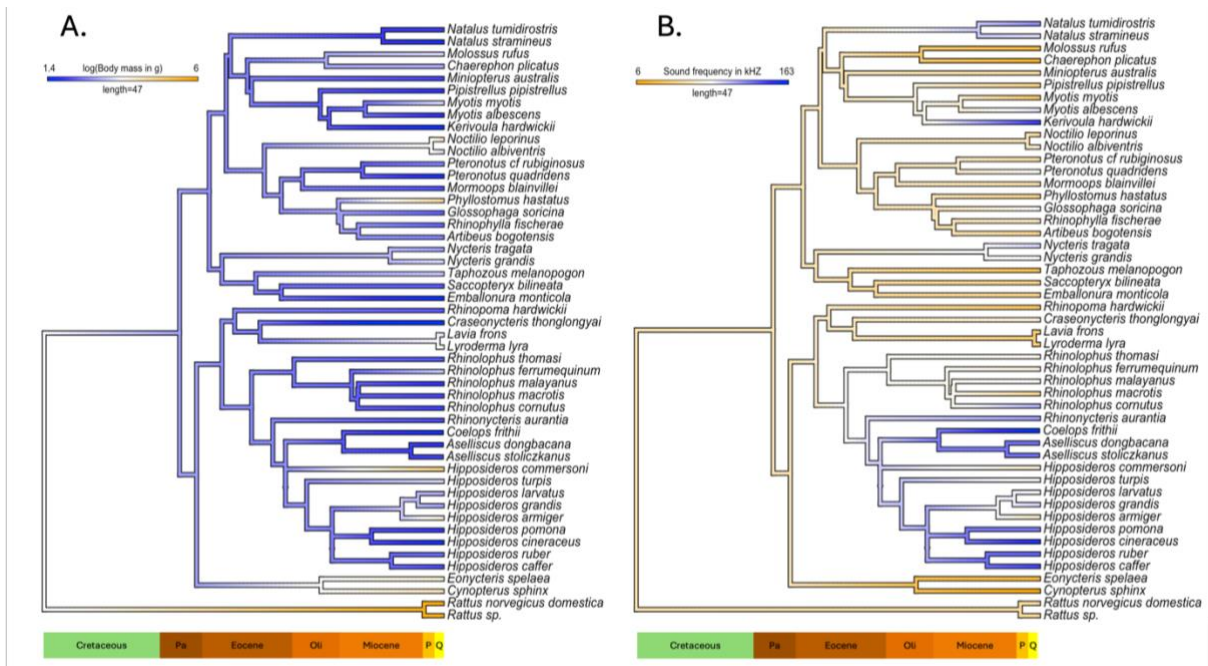 A.
1.4 log(Body mass in g) 6
length=47
Natalus tumidirostris
Natalus stramineus
Molossus rufus
Chaerephon plicatus
Miniopterus australis
Pipistrellus pipistrellus
Myotis myotis
Myotis albescens
Kerivoula hardwickii
Noctilio leporinus
Noctilio albiventris
Pteronotus cf rubiginosus
Pteronotus quadridens
Mormoops blainvillei
Phyllostomus hastatus
Glossophaga soricina
Rhinophylla fischerae
Artibeus bogotensis
Nycteris tragata
Nycteris grandis
Taphozous melanopogon
Saccopteryx bilineata
Emballonura monticola
Rhinopoma hardwickii
Craseonycteris thonglongyai
Lavia frons
Lyroderma lyra
Rhinolophus thomasi
Rhinolophus ferrumequinum
Rhinolophus malayanus
Rhinolophus macrotis
Rhinolophus cornutus
Rhinonycteris aurantia
Coelops frithii
Aselliscus dongbacana
Aselliscus stoliczkanus
Hipposideros commersoni
Hipposideros turpis
Hipposideros larvatus
Hipposideros grandis
Hipposideros armiger
Hipposideros pomona
Hipposideros cineraceus
Hipposideros ruber
Hipposideros caffer
Eonycteris spelaea
Cynopterus sphinx
Rattus norvegicus domestica
Rattus sp.
Cretaceous Pa Eocene Oli Miocene P Q
B.
6 Sound frequency in kHZ 163
length=47
Natalus tumidirostris
Natalus stramineus
Molossus rufus
Chaerephon plicatus
Miniopterus australis
Pipistrellus pipistrellus
Myotis myotis
Myotis albescens
Kerivoula hardwickii
Noctilio leporinus
Noctilio albiventris
Pteronotus cf rubiginosus
Pteronotus quadridens
Mormoops blainvillei
Phyllostomus hastatus
Glossophaga soricina
Rhinophylla fischerae
Artibeus bogotensis
Nycteris tragata
Nycteris grandis
Taphozous melanopogon
Saccopteryx bilineata
Emballonura monticola
Rhinopoma hardwickii
Craseonycteris thonglongyai
Lavia frons
Lyroderma lyra
Rhinolophus thomasi
Rhinolophus ferrumequinum
Rhinolophus malayanus
Rhinolophus macrotis
Rhinolophus cornutus
Rhinonycteris aurantia
Coelops frithii
Aselliscus dongbacana
Aselliscus stoliczkanus
Hipposideros commersoni
Hipposideros turpis
Hipposideros larvatus
Hipposideros grandis
Hipposideros armiger
Hipposideros pomona
Hipposideros cineraceus
Hipposideros ruber
Hipposideros caffer
Eonycteris spelaea
Cynopterus sphinx
Rattus norvegicus domestica
Rattus sp.
Cretaceous Pa Eocene Oli Miocene P Q